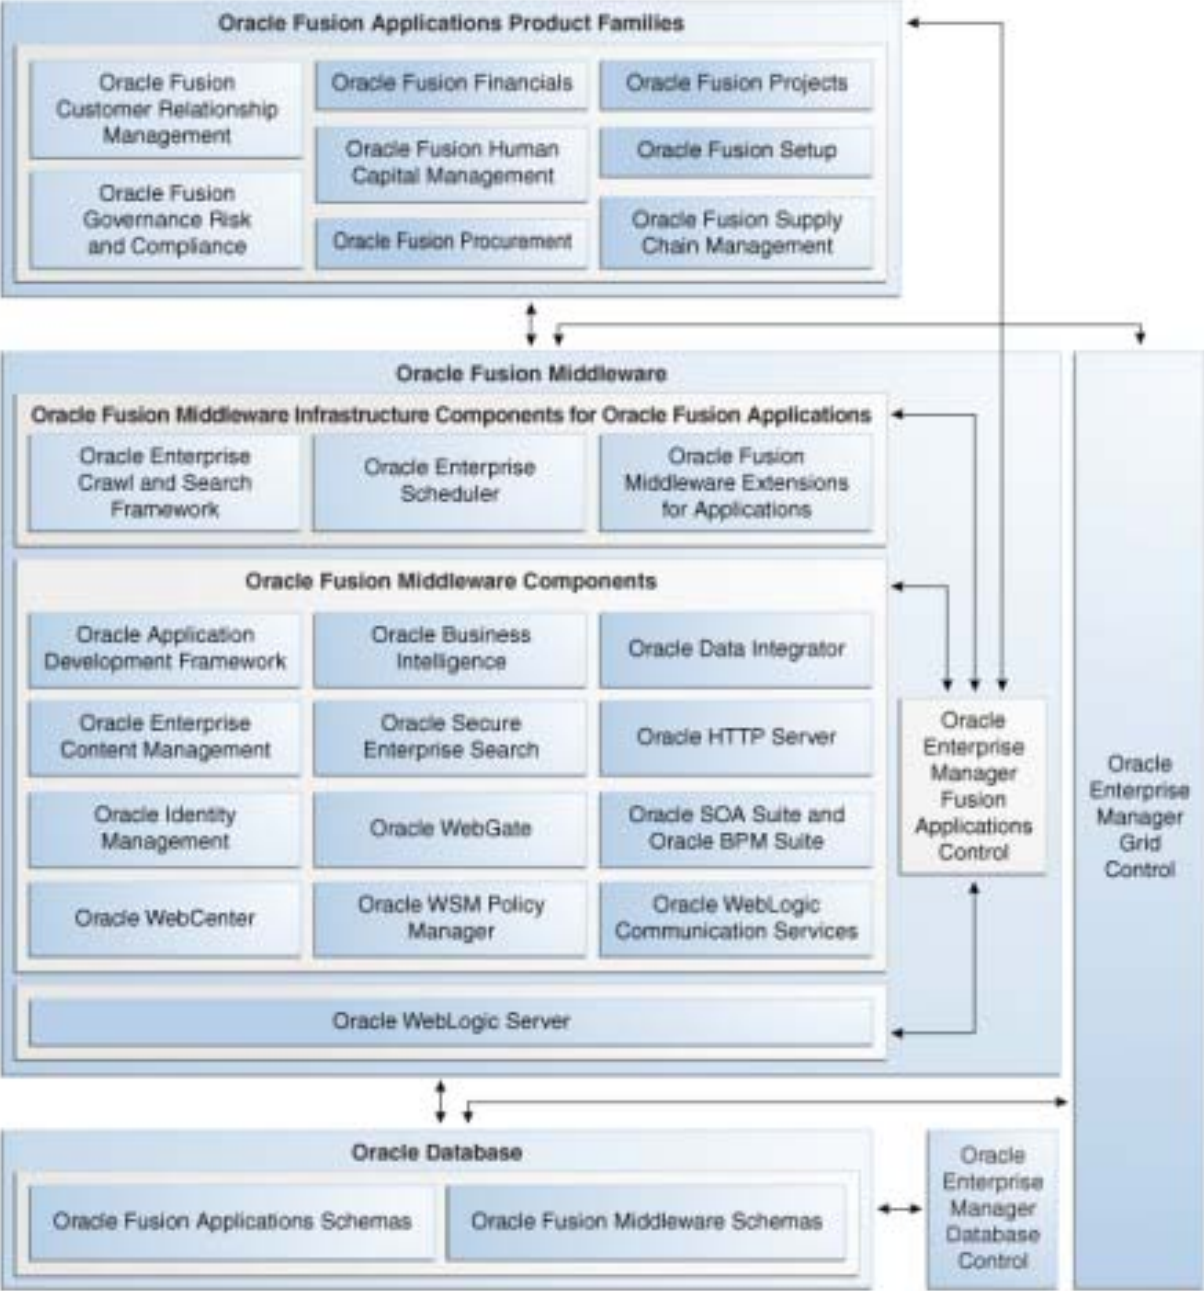 Oracle Fusion Applications Product Families
Oracle Fusion
Customer Relationship
Management
Oracle Fusion
Governance Risk
and Compliance
Oracle Fusion Financials
Oracle Fusion Human
Capital Management
Oracle Fusion Procurement
Oracle Fusion Projects
Oracle Fusion Setup
Oracle Fusion Supply
Chain Management
Oracle Fusion Middleware
Oracle Fusion Middleware Infrastructure Components for Oracle Fusion Applications
Oracle Enterprise
Crawl and Search
Framework
Oracle Enterprise
Scheduler
Oracle Fusion
Middleware Extensions
for Applications
Oracle Fusion Middleware Components
Oracle Application
Development Framework
Oracle Business
Intelligence
Oracle Data Integrator
Oracle Enterprise
Content Management
Oracle Secure
Enterprise Search
Oracle HTTP Server
Oracle Identity
Management
Oracle WebGate
Oracle SOA Suite and
Oracle BPM Suite
Oracle WebCenter
Oracle WSM Policy
Manager
Oracle WebLogic
Communication Services
Oracle WebLogic Server
Oracle
Enterprise
Manager
Fusion
Applications
Control
Oracle
Enterprise
Manager
Grid
Control
Oracle Database
Oracle Fusion Applications Schemas
Oracle Fusion Middleware Schemas
Oracle
Enterprise
Manager
Database
Control